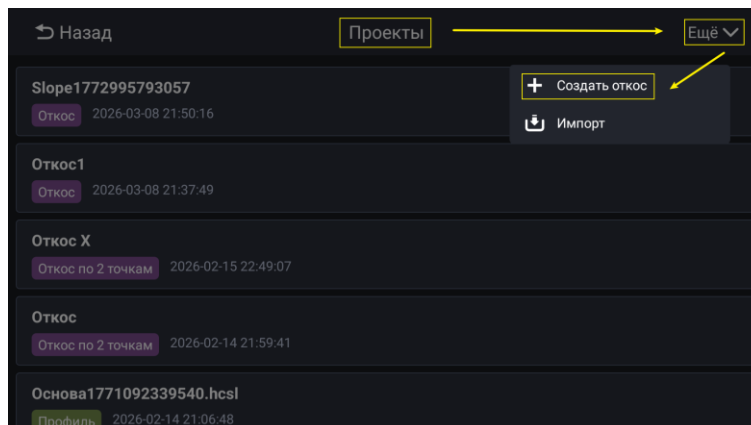 Назад Проекты Ещё
Slope1772995793057
Откос 2026-03-08 21:50:16
Создать откос
Импорт
Откос1
Откос 2026-03-08 21:37:49
Откос X
Откос по 2 точкам 2026-02-15 22:49:07
Откос
Откос по 2 точкам 2026-02-14 21:59:41
Основа1771092339540.hcsl
Профиль 2026-02-14 21:06:48